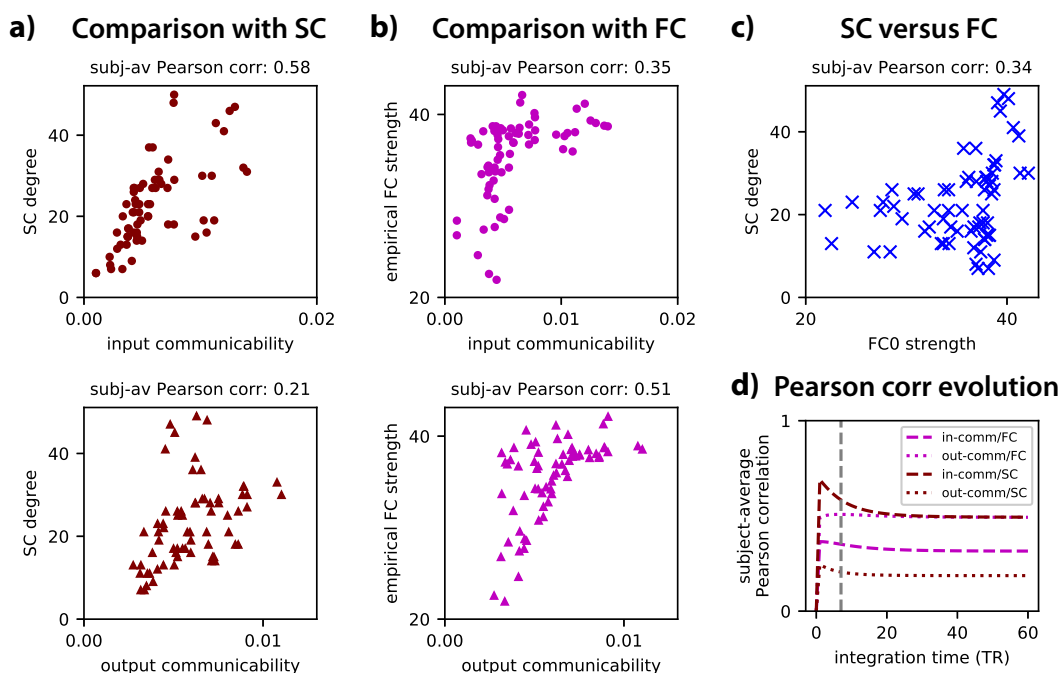 a) Comparison with SC
subj-av Pearson corr: 0.58
SC degree
40
20
0
0.00
0.02
input communicability
subj-av Pearson corr: 0.21
SC degree
40
20
0
0.00
0.01
output communicability
b) Comparison with FC
subj-av Pearson corr: 0.35
empirical FC strength
40
20
0.00
0.01
0.02
input communicability
subj-av Pearson corr: 0.51
empirical FC strength
40
20
0.00
0.01
output communicability
c) SC versus FC
subj-av Pearson corr: 0.34
SC degree
40
20
0
20
40
FC0 strength
d) Pearson corr evolution
subject-average
Pearson correlation
1
0
in-comm/FC
out-comm/FC
in-comm/SC
out-comm/SC
0
20
40
60
integration time (TR)